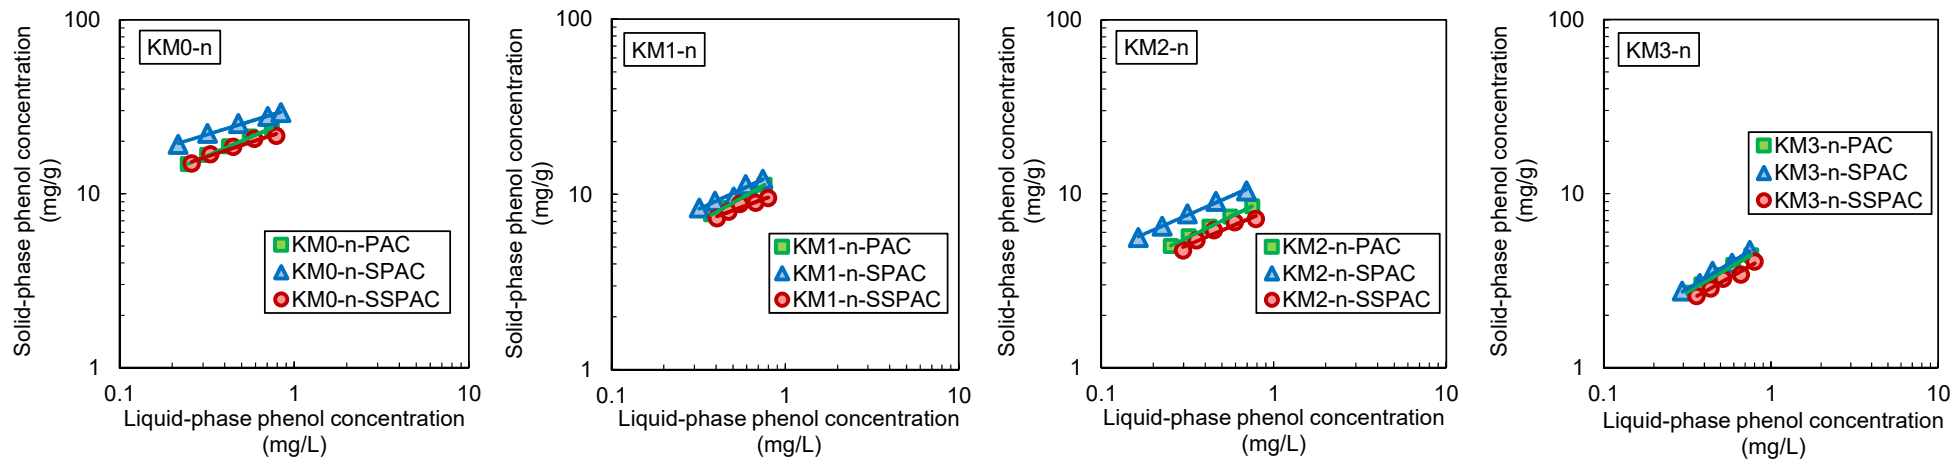 Solid-phase phenol concentration
(mg/g)
100
10
1
KM0-n
KM0-n-PAC
KM0-n-SPAC
KM0-n-SSPAC
0.1
1
10
Liquid-phase phenol concentration
(mg/L)
Solid-phase phenol concentration
(mg/g)
100
10
1
KM1-n
KM1-n-PAC
KM1-n-SPAC
KM1-n-SSPAC
0.1
1
10
Liquid-phase phenol concentration
(mg/L)
Solid-phase phenol concentration
(mg/g)
100
10
1
KM2-n
KM2-n-PAC
KM2-n-SPAC
KM2-n-SSPAC
0.1
1
10
Liquid-phase phenol concentration
(mg/L)
Solid-phase phenol concentration
(mg/g)
100
10
1
KM3-n
KM3-n-PAC
KM3-n-SPAC
KM3-n-SSPAC
0.1
1
10
Liquid-phase phenol concentration
(mg/L)